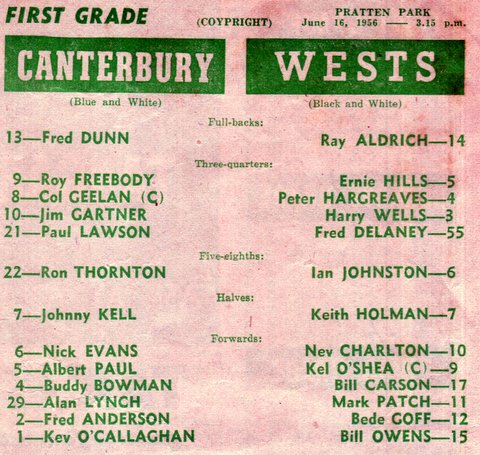 FIRST GRADE (COYPRIGHT) PRATTEN PARK
June 16, 1956 — 3.15 p.m.
CANTERBURY WESTS
(Blue and White) (Black and White)
Full-backs:
13—Fred DUNN Ray ALDRICH—14
Three-quarters:
9—Roy FREEBODY Ernie HILLS—5
8—Col GEELAN (C) Peter HARGREAVES—4
10—Jim GARTNER Harry WELLS—3
21—Paul LAWSON Fred DELANEY—55
Five-eighths:
22—Ron THORNTON Ian JOHNSTON—6
Halves:
7—Johnny KELL Keith HOLMAN—7
Forwards:
6—Nick EVANS Nev CHARLTON—10
5—Albert PAUL Kel O'SHEA (C)—9
4—Buddy BOWMAN Bill CARSON—17
29—Alan LYNCH Mark PATCH—11
2—Fred ANDERSON Bede GOFF—12
1—Kev O'CALLAGHAN Bill OWENS—15